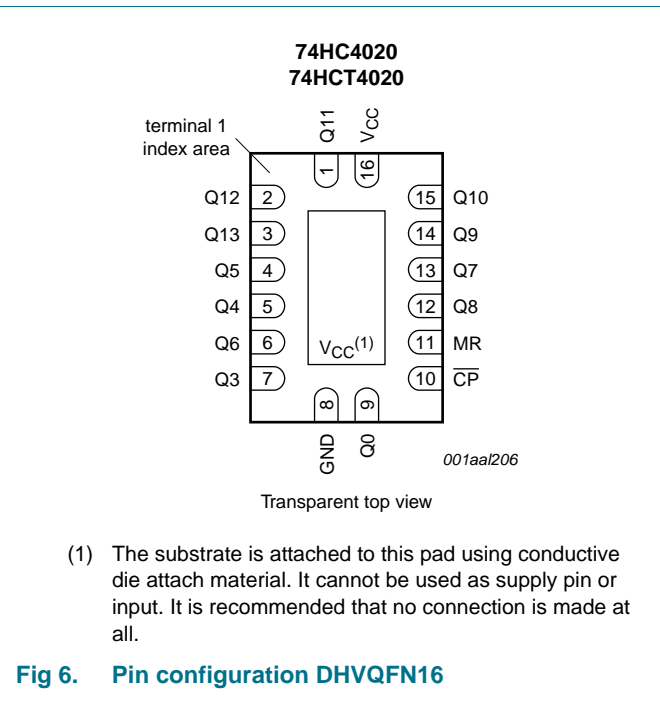 74HC4020
74HCT4020
terminal 1
index area
Q11
VCC
1
16
Q12 2
15 Q10
Q13 3
14 Q9
Q5 4
13 Q7
Q4 5
12 Q8
Q6 6
VCC(1)
11 MR
Q3 7
10 C̅P̅
8
9
GND
Q0
001aal206
Transparent top view
(1) The substrate is attached to this pad using conductive
die attach material. It cannot be used as supply pin or
input. It is recommended that no connection is made at
all.
Fig 6. Pin configuration DHVQFN16